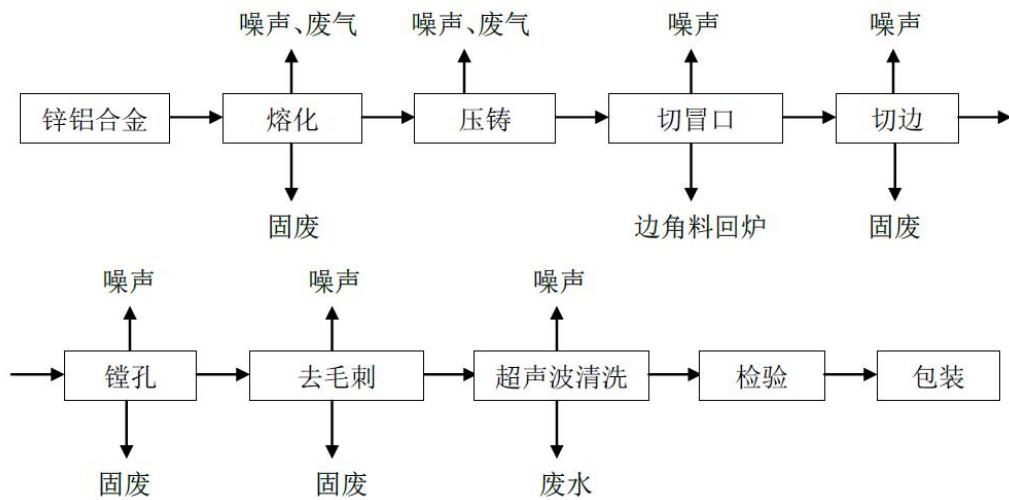 噪声、废气 噪声、废气 噪声 噪声
锌铝合金 熔化 压铸 切冒口 切边
固废 边角料回炉 固废
噪声 噪声 噪声
镗孔 去毛刺 超声波清洗 检验 包装
固废 固废 废水